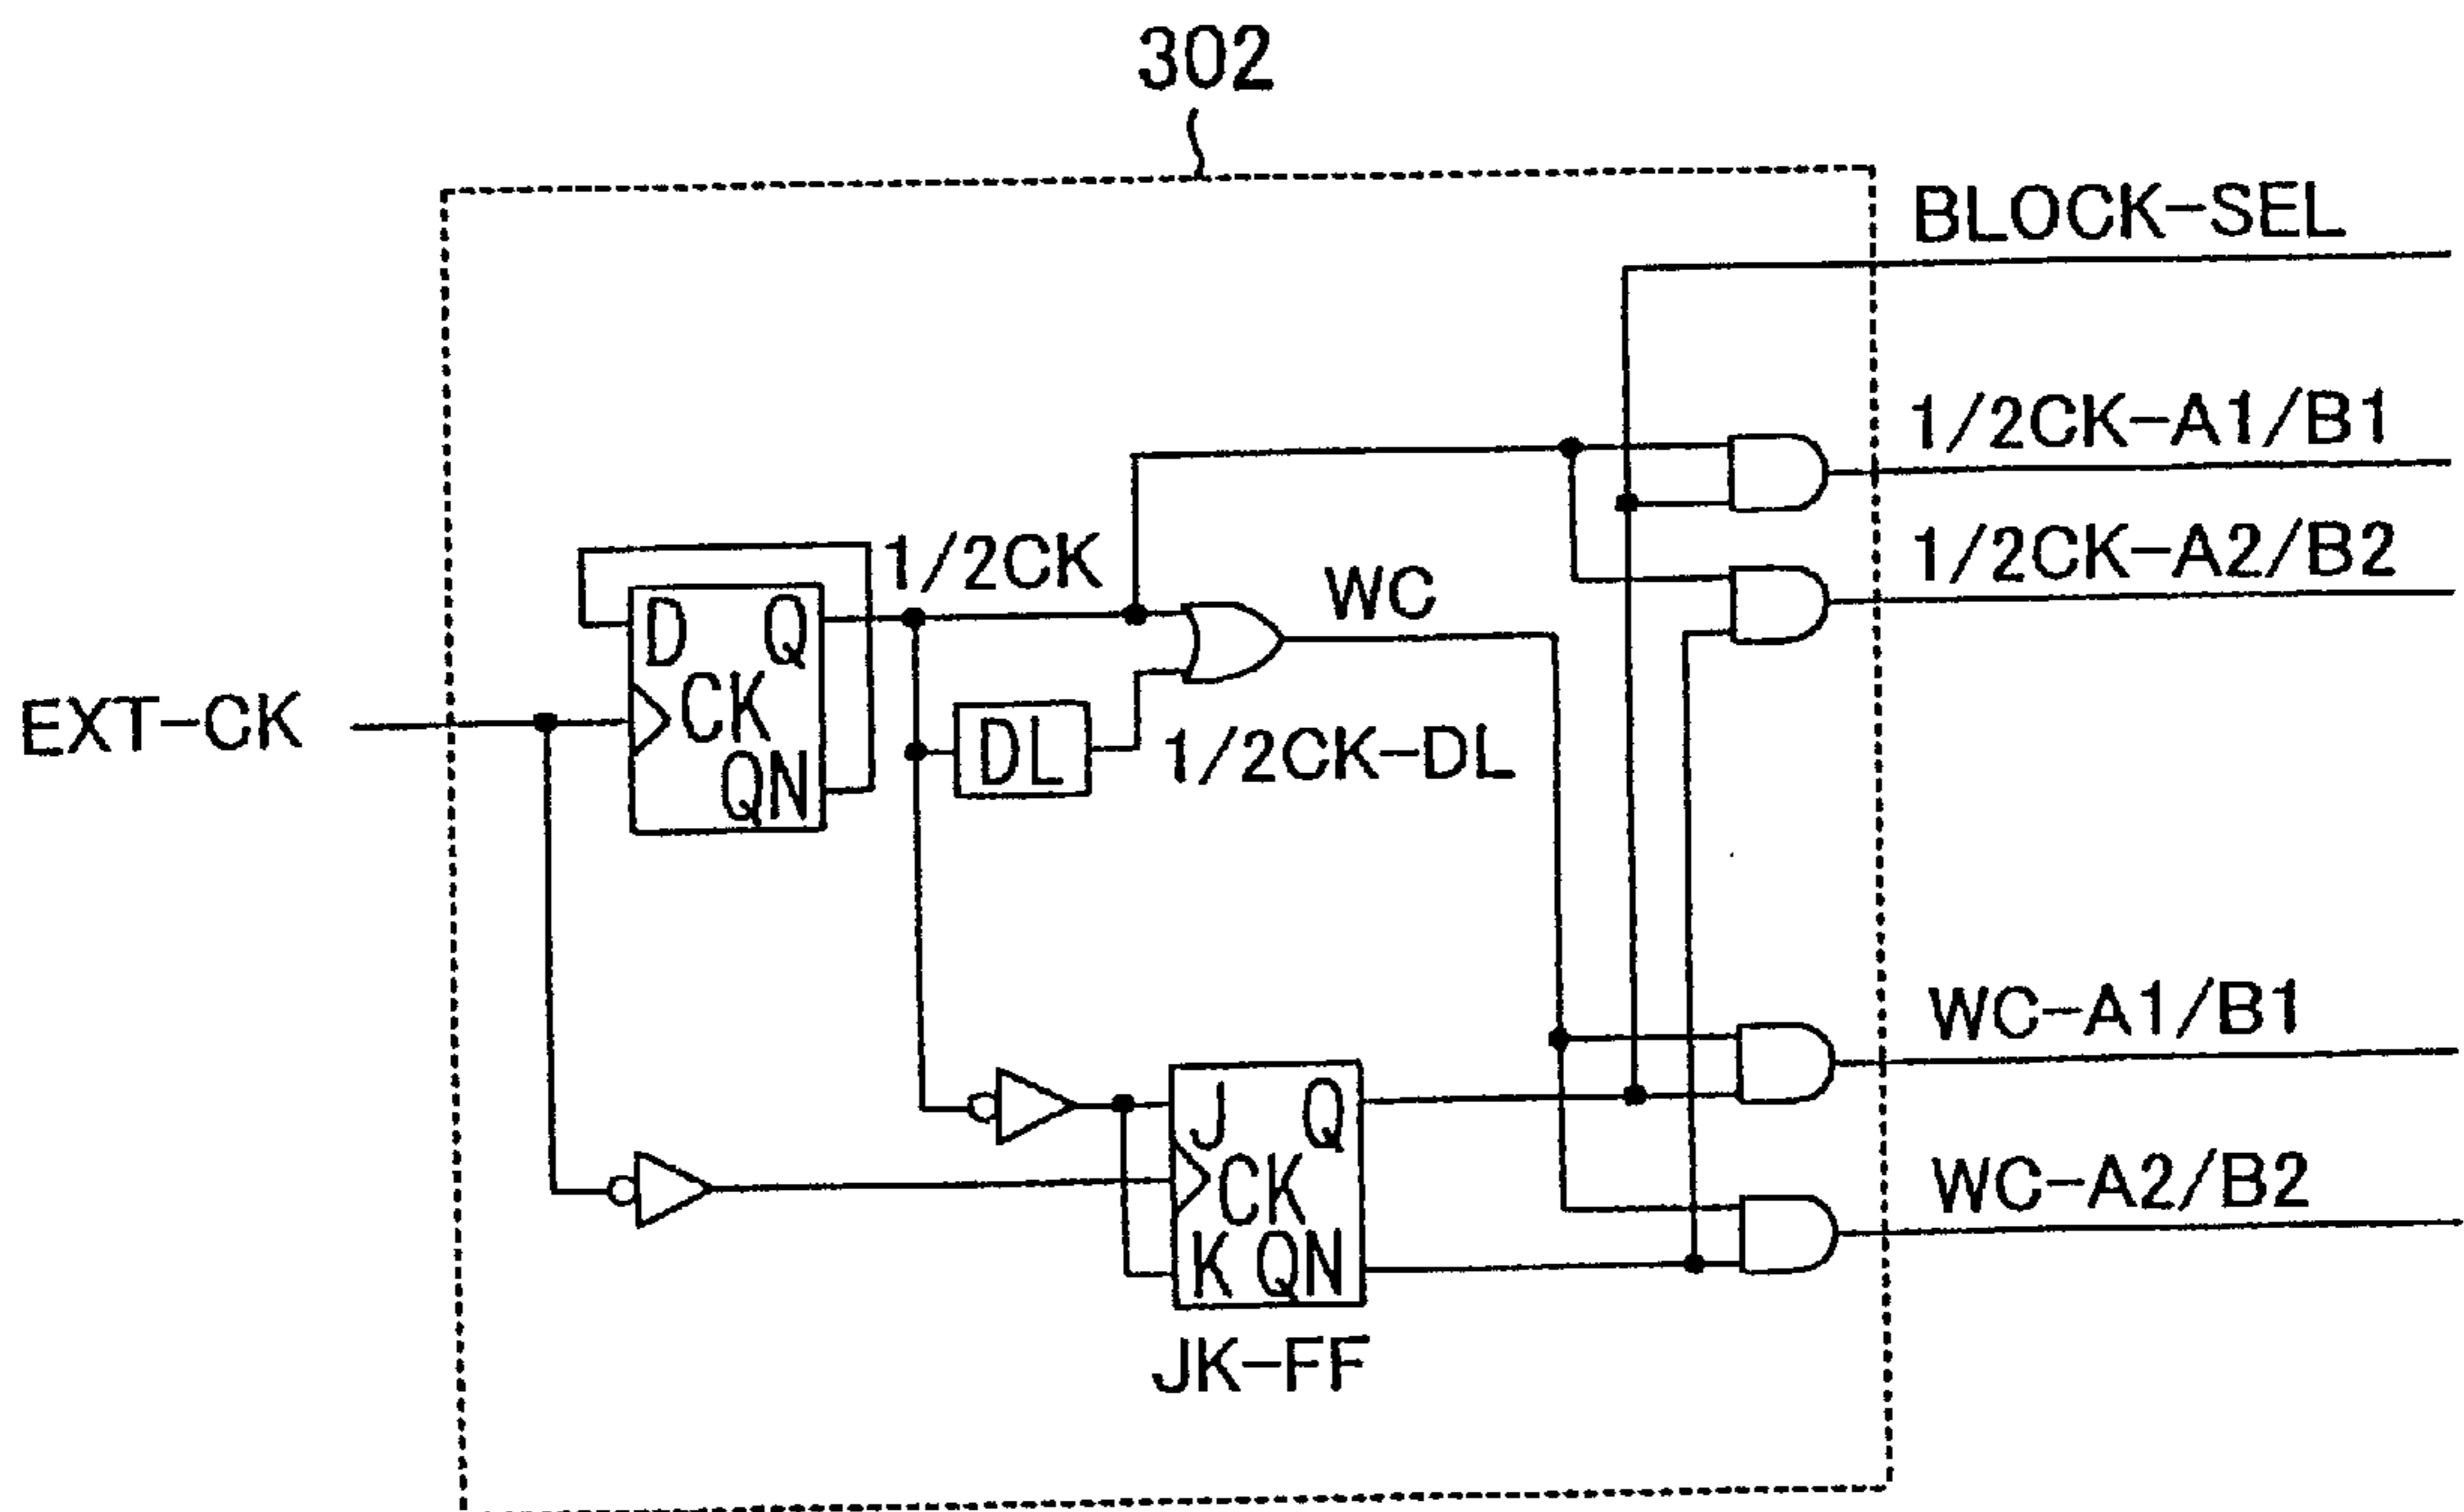 302
BLOCK-SEL
1/2CK-A1/B1
1/2CK-A2/B2
1/2CK
WC
D Q
CK
QN
EXT-CK
DL
1/2CK-DL
WC-A1/B1
J Q
CK
K QN
WC-A2/B2
JK-FF